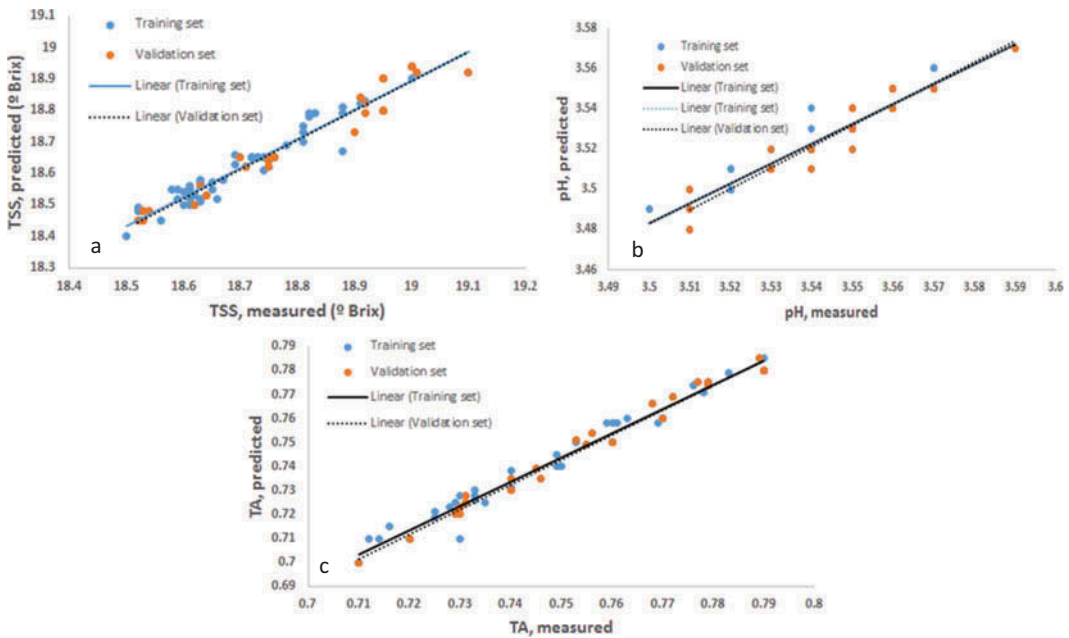 19.1
19
18.9
18.8
18.7
18.6
18.5
18.4
18.3
TSS, predicted (º Brix)
Training set
Validation set
Linear (Training set)
Linear (Validation set)
a
18.4 18.5 18.6 18.7 18.8 18.9 19 19.1 19.2
TSS, measured (º Brix)
3.58
3.56
3.54
3.52
3.5
3.48
3.46
pH, predicted
Training set
Validation set
Linear (Training set)
Linear (Training set)
Linear (Validation set)
b
3.49 3.5 3.51 3.52 3.53 3.54 3.55 3.56 3.57 3.58 3.59 3.6
pH, measured
0.79
0.78
0.77
0.76
0.75
0.74
0.73
0.72
0.71
0.7
0.69
TA, predicted
Training set
Validation set
Linear (Training set)
Linear (Validation set)
c
0.7 0.71 0.72 0.73 0.74 0.75 0.76 0.77 0.78 0.79 0.8
TA, measured